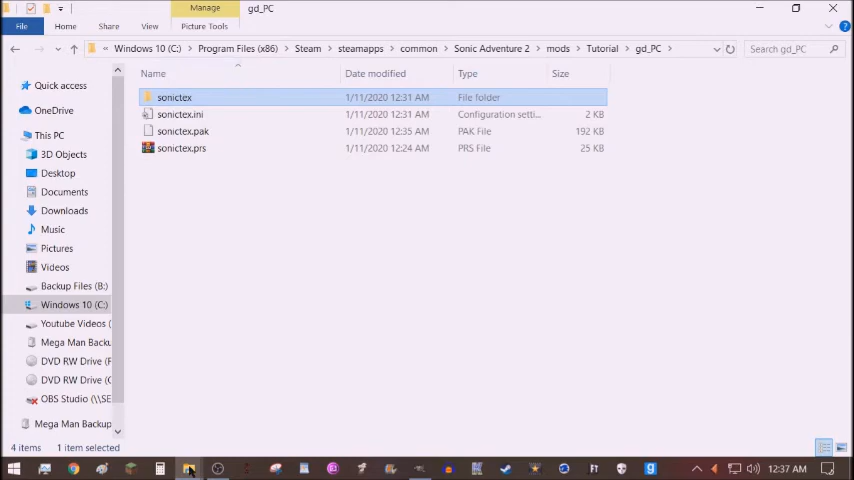 Manage
gd_PC
File
Home
Share
View
Picture Tools
« Windows 10 (C:) › Program Files (x86) › Steam › steamapps › common › Sonic Adventure 2 › mods › Tutorial › gd_PC ›
Search gd_PC
Name
Date modified
Type
Size
sonictex
1/11/2020 12:31 AM
File folder
sonictex.ini
1/11/2020 12:31 AM
Configuration setti...
2 KB
sonictex.pak
1/11/2020 12:35 AM
PAK File
192 KB
sonictex.prs
1/11/2020 12:24 AM
PRS File
25 KB
Quick access
OneDrive
This PC
3D Objects
Desktop
Documents
Downloads
Music
Pictures
Videos
Backup Files (B:)
Windows 10 (C:)
Youtube Videos (
Mega Man Backu
DVD RW Drive (F
DVD RW Drive (
OBS Studio (\\SE
Mega Man Backup
4 items
1 item selected
12:37 AM